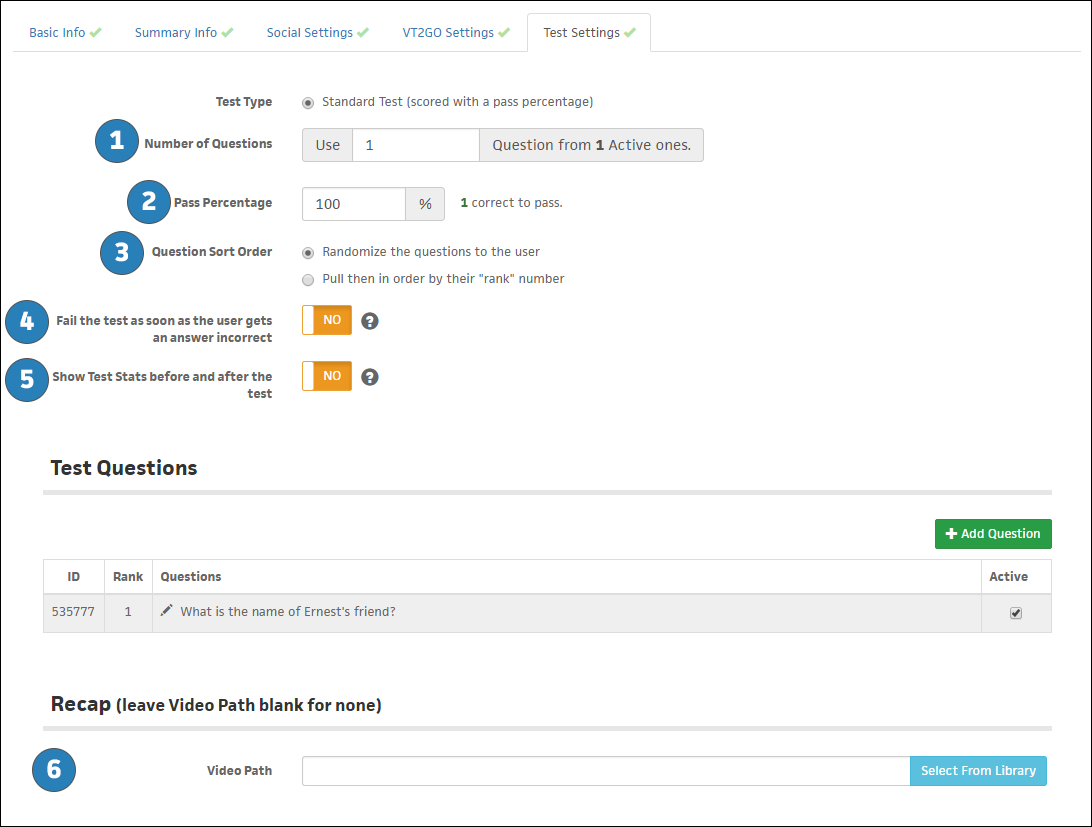 Basic Info Summary Info Social Settings VT2GO Settings Test Settings
Test Type Standard Test (scored with a pass percentage)
1 Number of Questions Use 1 Question from 1 Active ones.
2 Pass Percentage 100 % 1 correct to pass.
3 Question Sort Order Randomize the questions to the user
Pull then in order by their "rank" number
4 Fail the test as soon as the user gets NO ?
an answer incorrect
5 Show Test Stats before and after the NO ?
test
Test Questions
Add Question
ID Rank Questions Active
535777 1 What is the name of Ernest's friend?
Recap (leave Video Path blank for none)
6 Video Path Select From Library